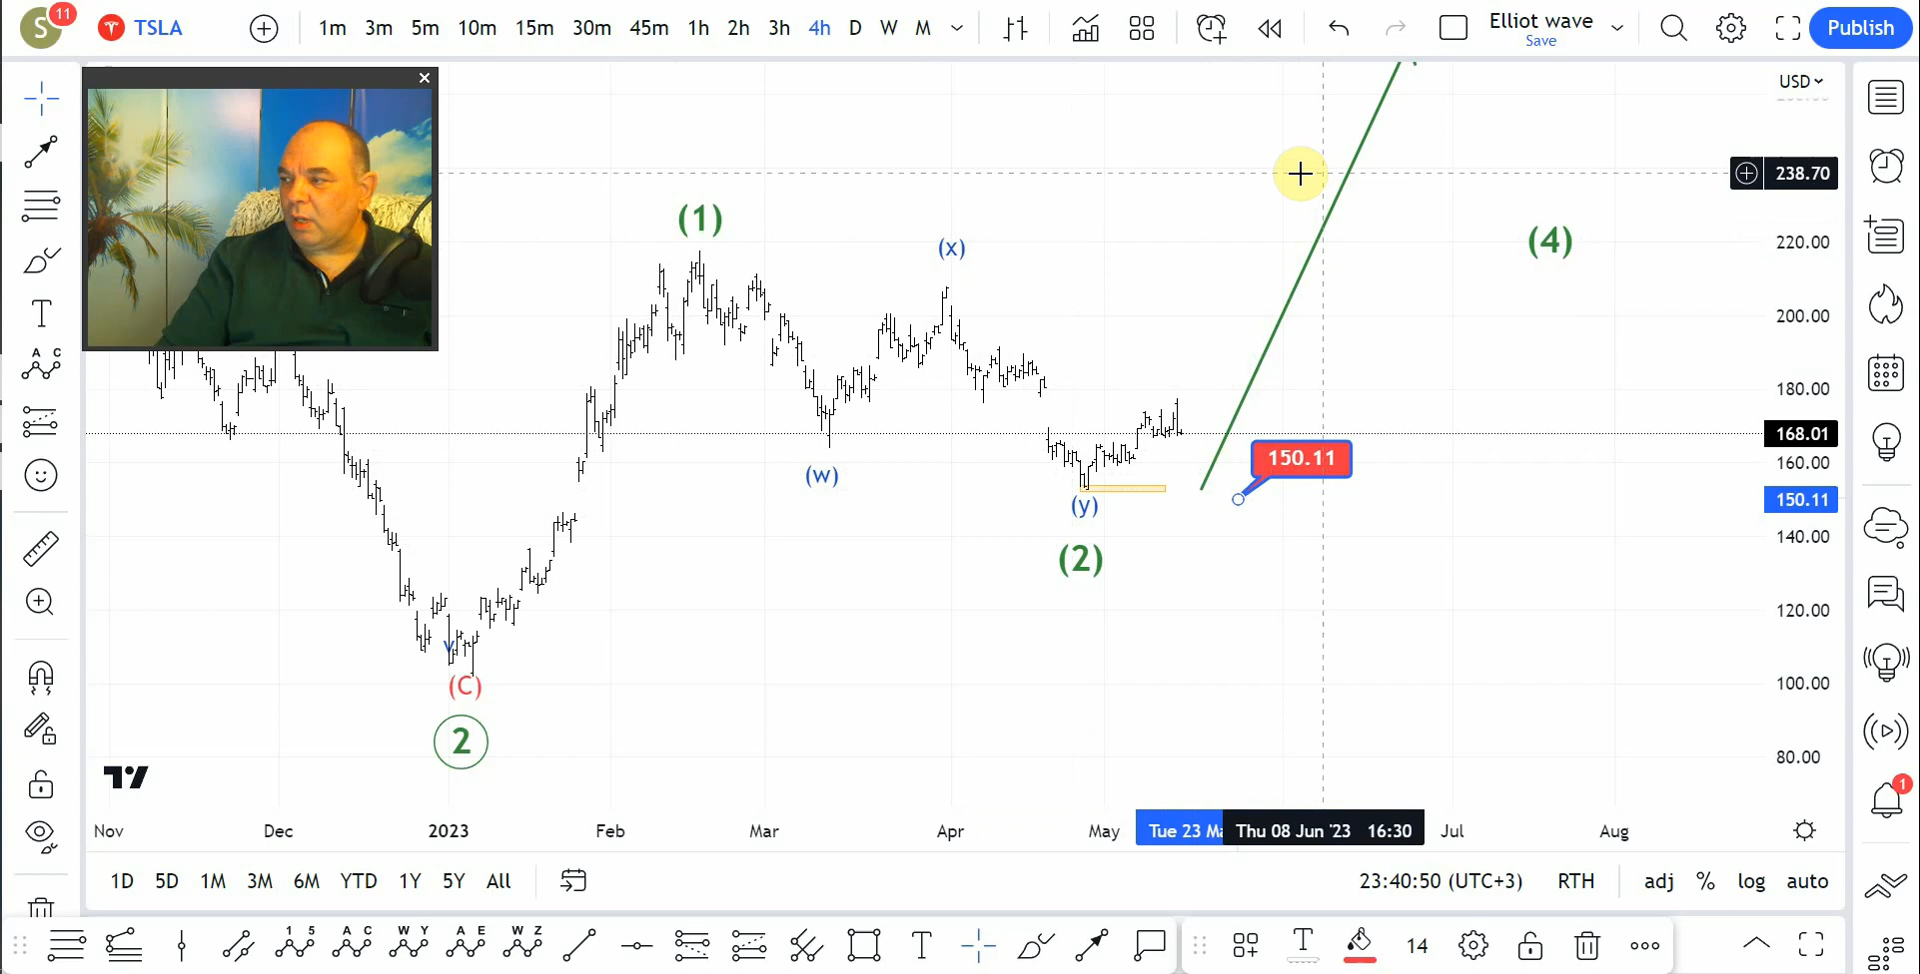 S
11
TSLA
1m 3m 5m 10m 15m 30m 45m 1h 2h 3h 4h D W M
Elliot wave
Save
Publish
USD
238.70
220.00
200.00
180.00
168.01
160.00
150.11
140.00
120.00
100.00
80.00
(1)
(x)
(4)
(w)
150.11
(y)
(2)
v
(C)
2
T
A C
Nov Dec 2023 Feb Mar Apr May Tue 23 Ma Thu 08 Jun '23 16:30 Jul Aug
1
1D 5D 1M 3M 6M YTD 1Y 5Y All
23:40:50 (UTC+3) RTH adj % log auto
1 5
A C
W Y
A E
W Z
T
T
14